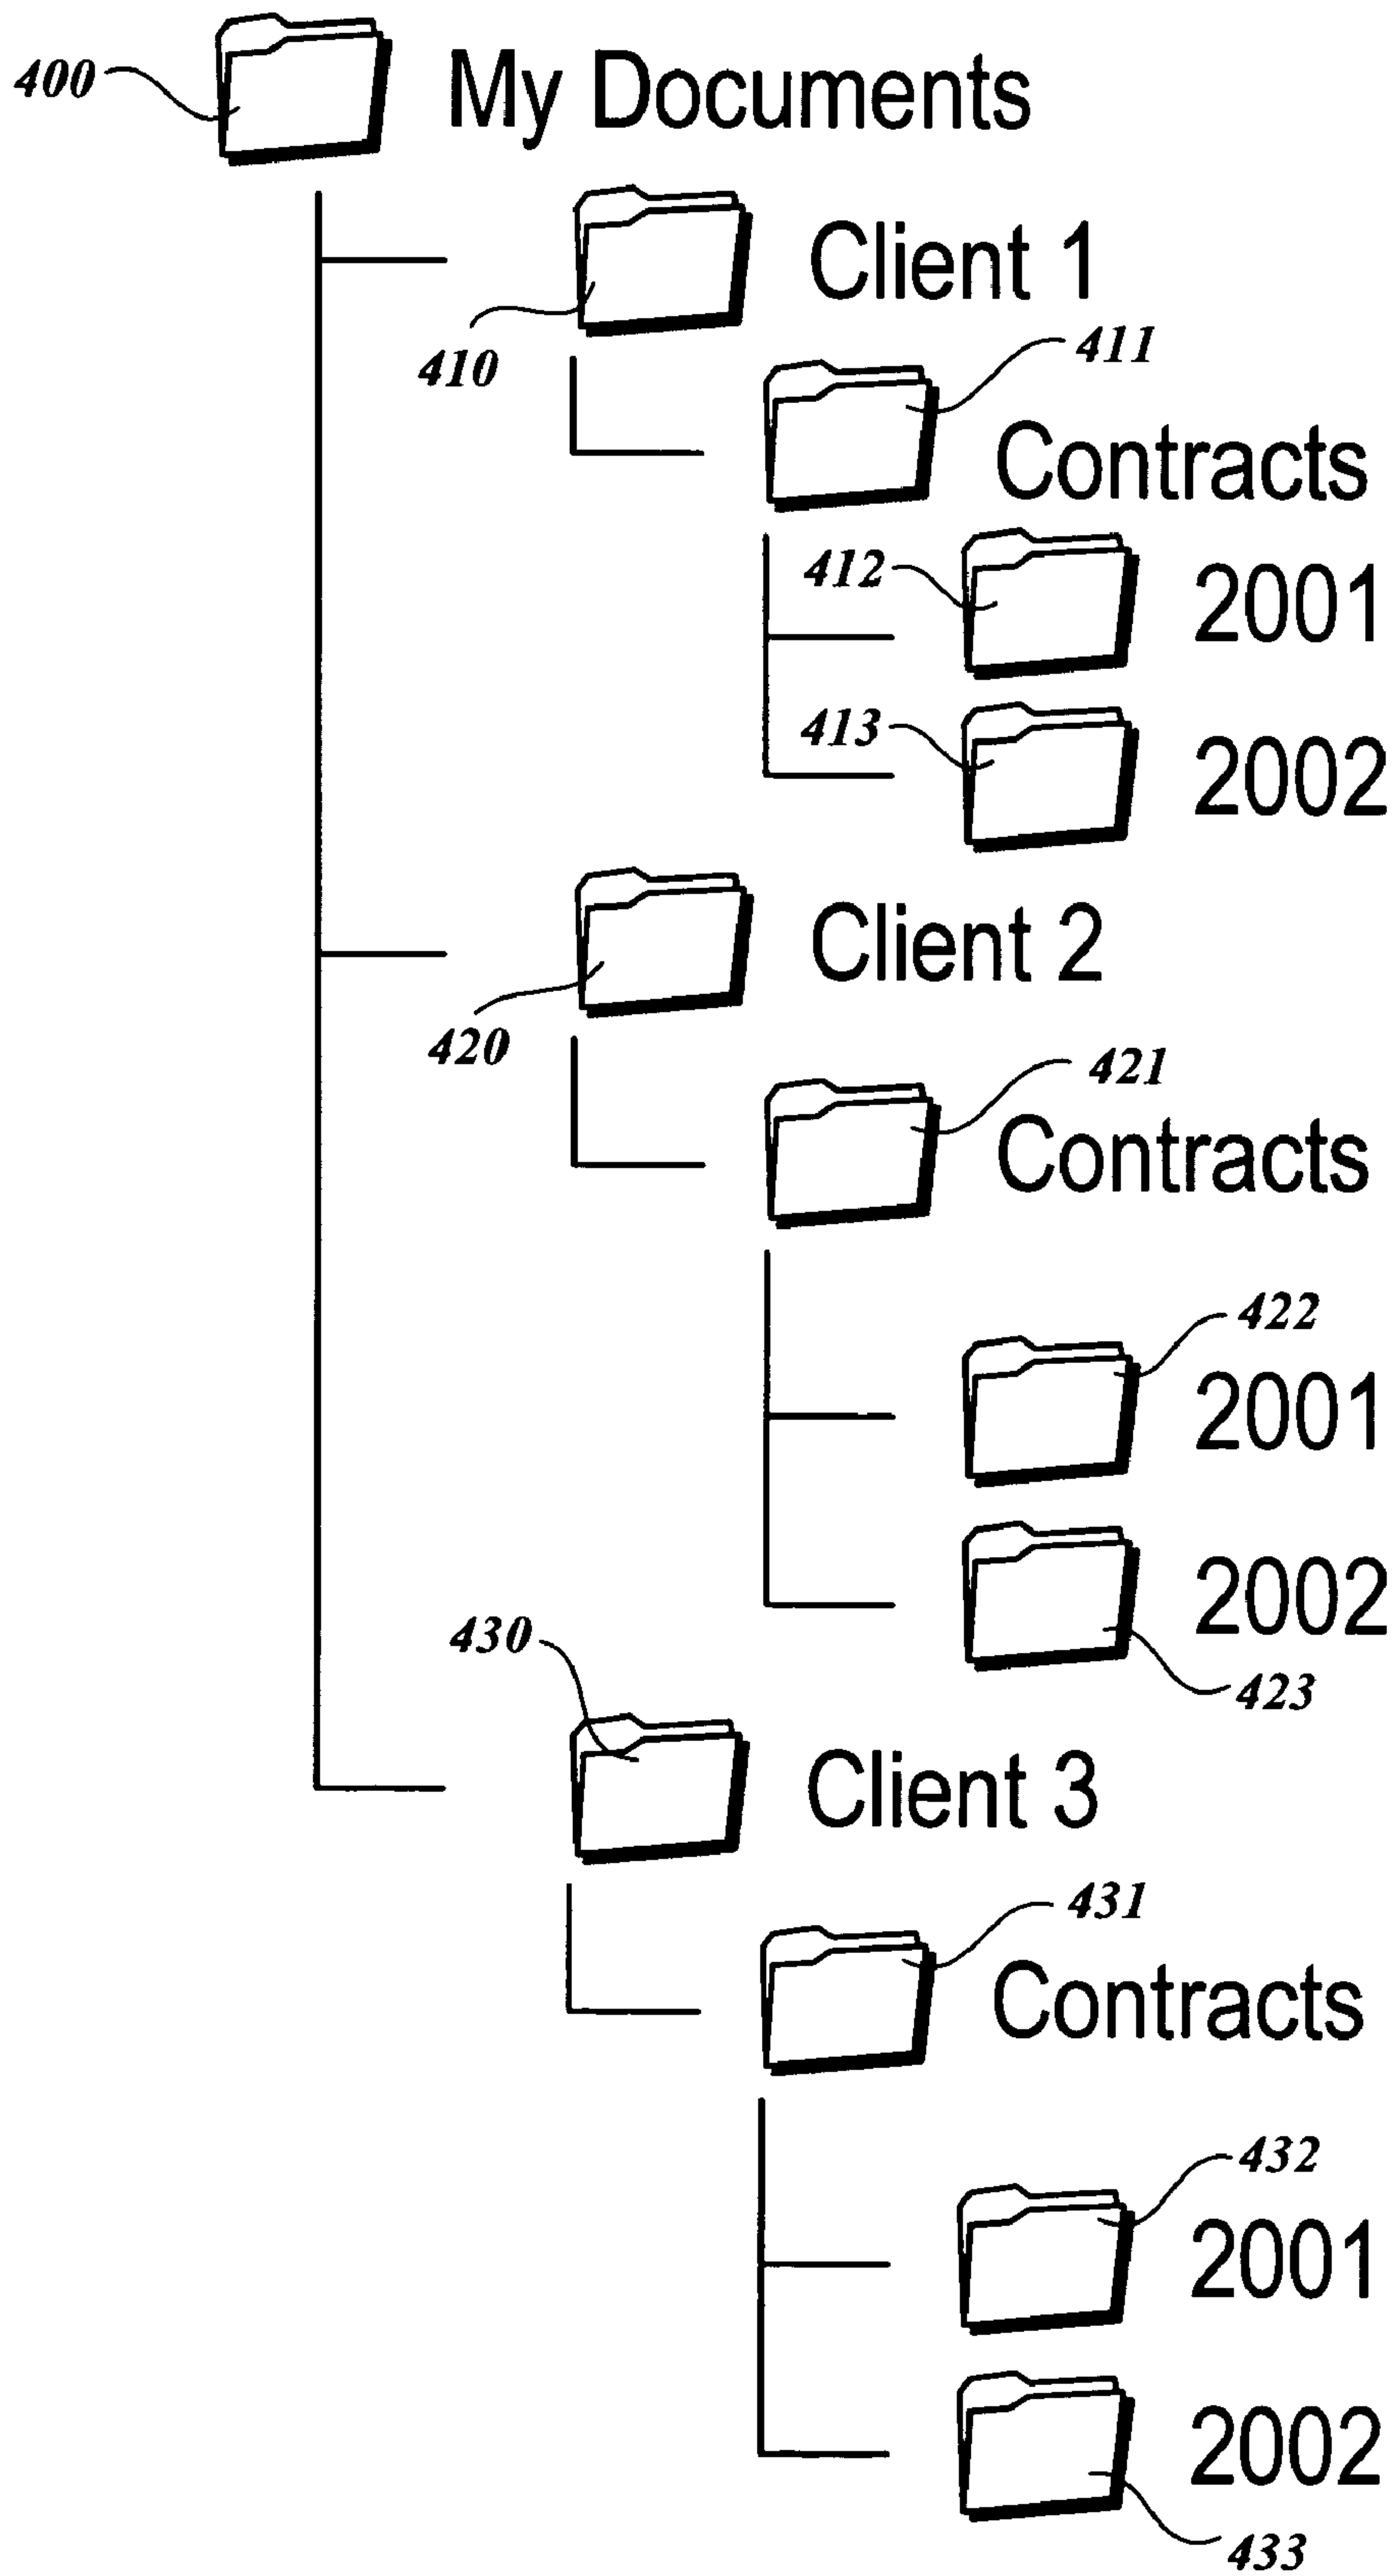 400 My Documents
Client 1
410
411
Contracts
412 2001
413 2002
Client 2
420
421
Contracts
422
2001
2002
423
430
Client 3
431
Contracts
432
2001
2002
433